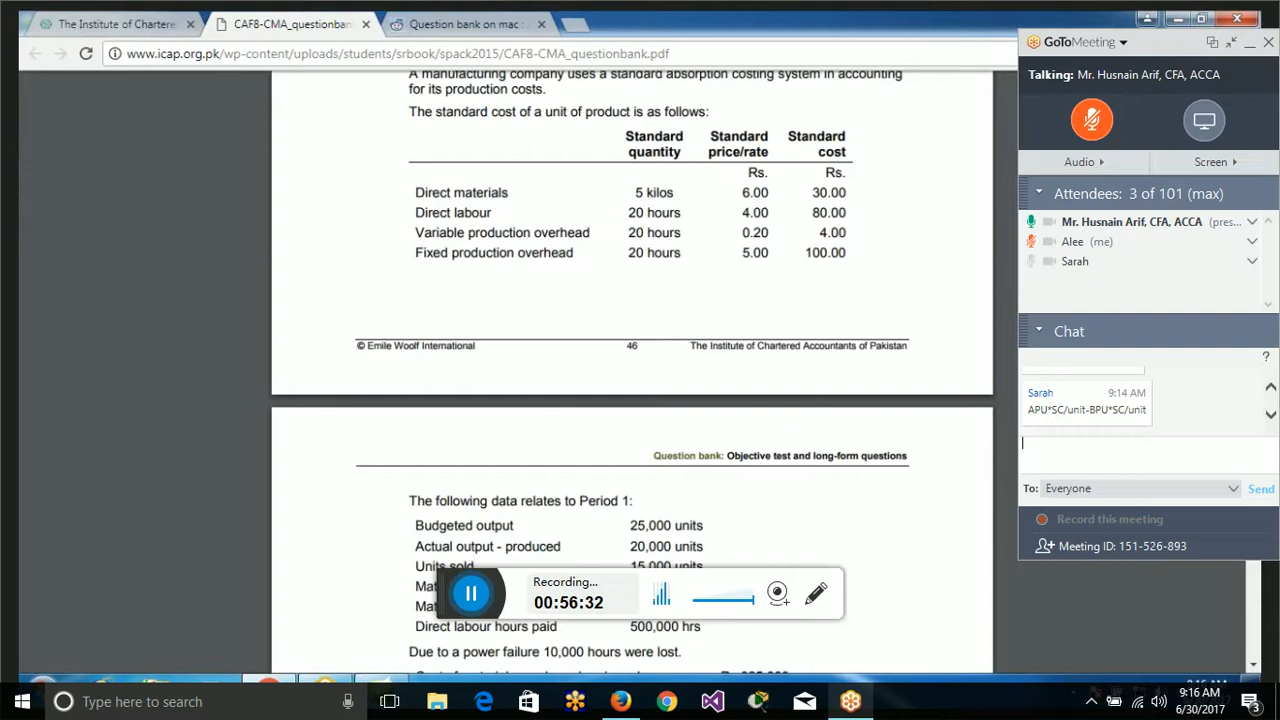 The Institute of Chartere
CAF8-CMA_questionban
Question bank on mac :
www.icap.org.pk/wp-content/uploads/students/srbook/spack2015/CAF8-CMA_questionbank.pdf
GoToMeeting
Talking: Mr. Husnain Arif, CFA, ACCA
Audio
Screen
Attendees: 3 of 101 (max)
Mr. Husnain Arif, CFA, ACCA (pres...
Alee (me)
Sarah
Chat
?
Sarah 9:14 AM
APU*SC/unit-BPU*SC/unit
To: Everyone
Send
Record this meeting
Meeting ID: 151-526-893
A manufacturing company uses a standard absorption costing system in accounting
for its production costs.
The standard cost of a unit of product is as follows:
Standard Standard Standard
quantity price/rate cost
Rs. Rs.
Direct materials 5 kilos 6.00 30.00
Direct labour 20 hours 4.00 80.00
Variable production overhead 20 hours 0.20 4.00
Fixed production overhead 20 hours 5.00 100.00
© Emile Woolf International 46 The Institute of Chartered Accountants of Pakistan
Question bank: Objective test and long-form questions
The following data relates to Period 1:
Budgeted output 25,000 units
Actual output - produced 20,000 units
Units sold 15,000 units
Recording...
00:56:32
Direct labour hours paid 500,000 hrs
Due to a power failure 10,000 hours were lost.
Type here to search
9:16 AM
6/30/2017
3